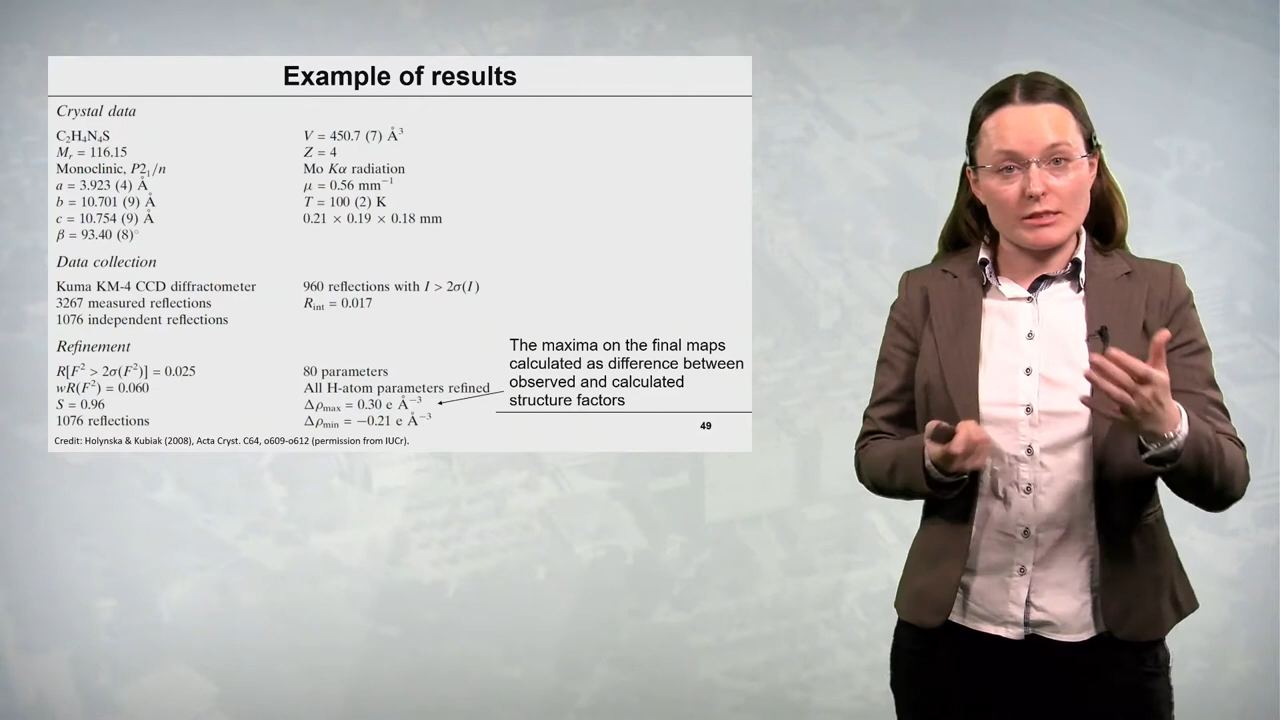 Example of results
Crystal data
C₂H₄N₄S
Mᵣ = 116.15
Monoclinic, P2₁/n
a = 3.923 (4) Å
b = 10.701 (9) Å
c = 10.754 (9) Å
β = 93.40 (8)°
V = 450.7 (7) Å³
Z = 4
Mo Kα radiation
μ = 0.56 mm⁻¹
T = 100 (2) K
0.21 × 0.19 × 0.18 mm
Data collection
Kuma KM-4 CCD diffractometer
3267 measured reflections
1076 independent reflections
960 reflections with I > 2σ(I)
R_int = 0.017
Refinement
R[F² > 2σ(F²)] = 0.025
wR(F²) = 0.060
S = 0.96
1076 reflections
80 parameters
All H-atom parameters refined
Δρ_max = 0.30 e Å⁻³
Δρ_min = −0.21 e Å⁻³
The maxima on the final maps
calculated as difference between
observed and calculated
structure factors
49
Credit: Holynska & Kubiak (2008), Acta Cryst. C64, o609-o612 (permission from IUCr).